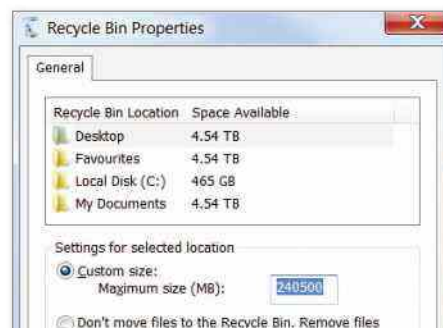 Recycle Bin Properties
General
Recycle Bin Location Space Available
Desktop 4.54 TB
Favourites 4.54 TB
Local Disk (C:) 465 GB
My Documents 4.54 TB
Settings for selected location
Custom size:
Maximum size (MB): 240500
Don't move files to the Recycle Bin. Remove files